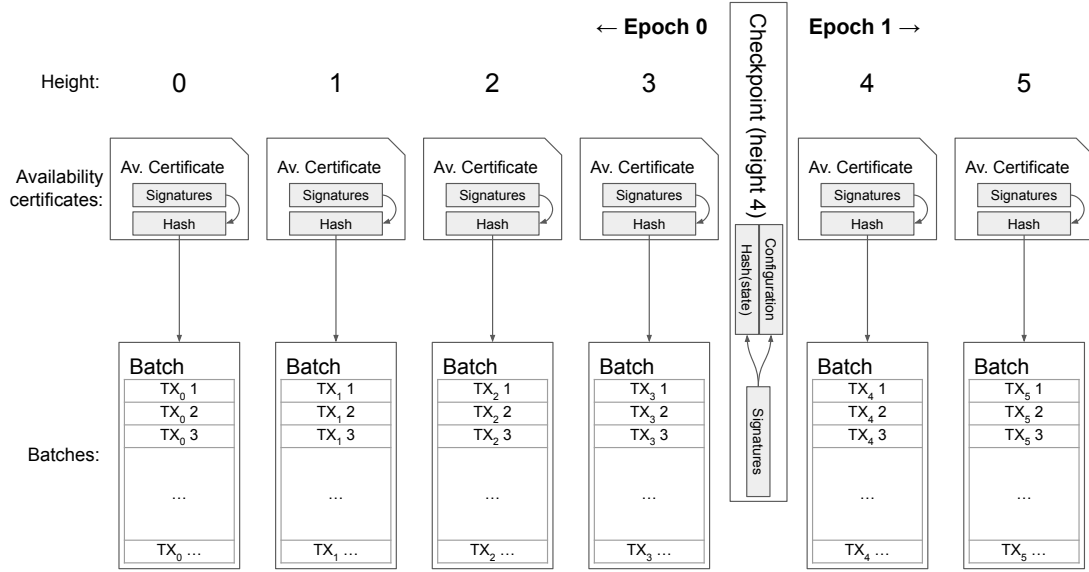 ← Epoch 0
Epoch 1 →
Height:
0
1
2
3
4
5
Checkpoint (height 4)
Hash(state)
Configuration
Signatures
Availability
certificates:
Av. Certificate
Signatures
Hash
Av. Certificate
Signatures
Hash
Av. Certificate
Signatures
Hash
Av. Certificate
Signatures
Hash
Av. Certificate
Signatures
Hash
Av. Certificate
Signatures
Hash
Batches:
Batch
TX₀ 1
TX₀ 2
TX₀ 3
...
TX₀ ...
Batch
TX₁ 1
TX₁ 2
TX₁ 3
...
TX₁ ...
Batch
TX₂ 1
TX₂ 2
TX₂ 3
...
TX₂ ...
Batch
TX₃ 1
TX₃ 2
TX₃ 3
...
TX₃ ...
Batch
TX₄ 1
TX₄ 2
TX₄ 3
...
TX₄ ...
Batch
TX₅ 1
TX₅ 2
TX₅ 3
...
TX₅ ...